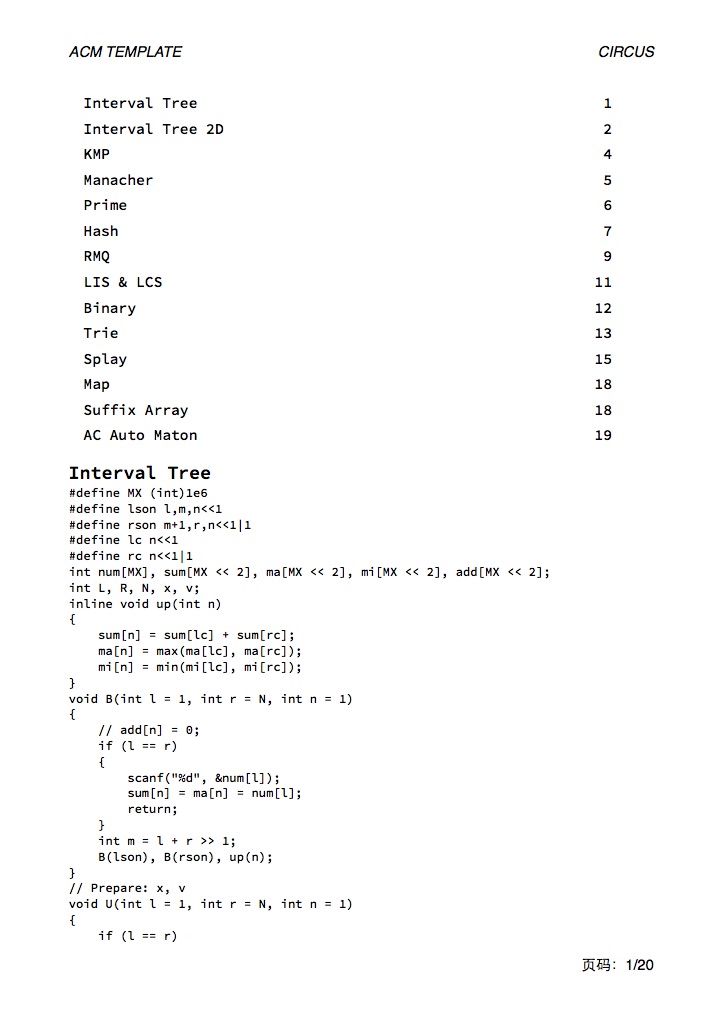 ACM TEMPLATE CIRCUS
Interval Tree 1
Interval Tree 2D 2
KMP 4
Manacher 5
Prime 6
Hash 7
RMQ 9
LIS & LCS 11
Binary 12
Trie 13
Splay 15
Map 18
Suffix Array 18
AC Auto Maton 19
Interval Tree
#define MX (int)1e6
#define lson l,m,n<<1
#define rson m+1,r,n<<1|1
#define lc n<<1
#define rc n<<1|1
int num[MX], sum[MX << 2], ma[MX << 2], mi[MX << 2], add[MX << 2];
int L, R, N, x, v;
inline void up(int n)
{
    sum[n] = sum[lc] + sum[rc];
    ma[n] = max(ma[lc], ma[rc]);
    mi[n] = min(mi[lc], mi[rc]);
}
void B(int l = 1, int r = N, int n = 1)
{
    // add[n] = 0;
    if (l == r)
    {
        scanf("%d", &num[l]);
        sum[n] = ma[n] = num[l];
        return;
    }
    int m = l + r >> 1;
    B(lson), B(rson), up(n);
}
// Prepare: x, v
void U(int l = 1, int r = N, int n = 1)
{
    if (l == r)
页码：1/20